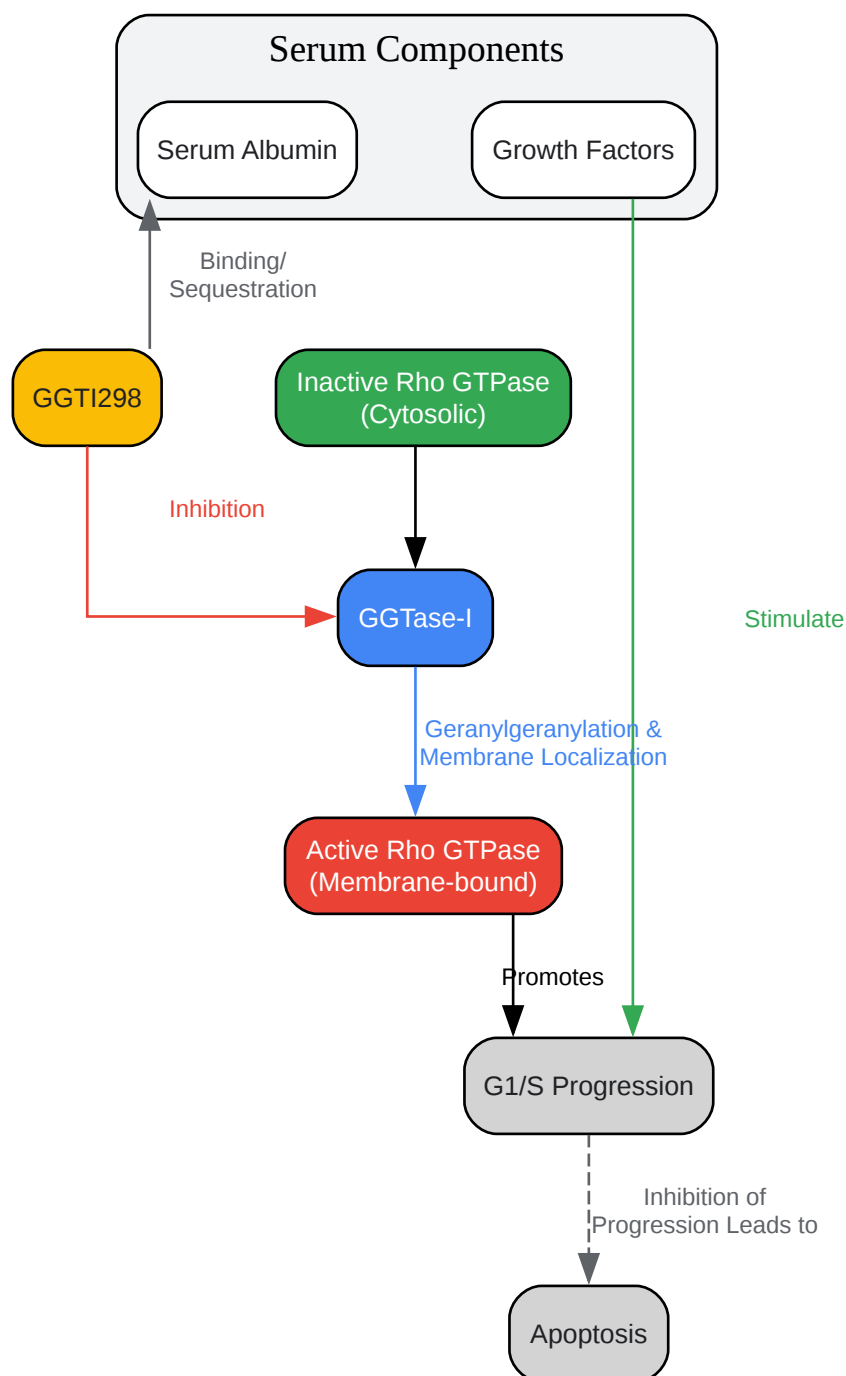 Serum Components
Serum Albumin
Growth Factors
Binding/
Sequestration
GGTI298
Inactive Rho GTPase
(Cytosolic)
Inhibition
GGTase-I
Stimulate
Geranylgeranylation &
Membrane Localization
Active Rho GTPase
(Membrane-bound)
Promotes
G1/S Progression
Inhibition of
Progression Leads to
Apoptosis